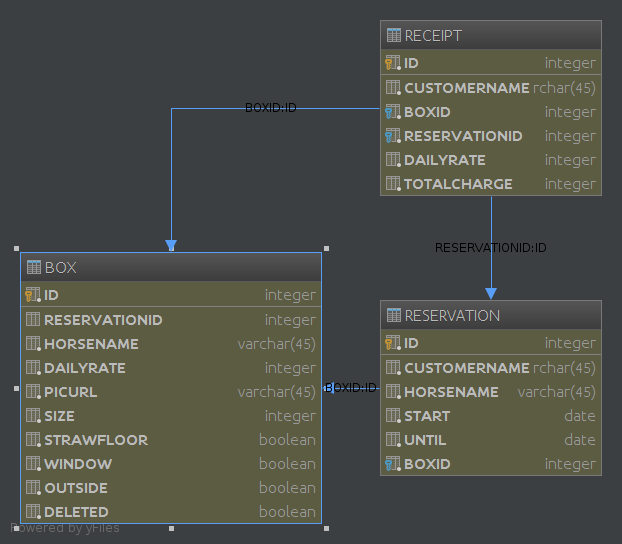 RECEIPT
ID integer
CUSTOMERNAME rchar(45)
BOXID integer
RESERVATIONID integer
DAILYRATE integer
TOTALCHARGE integer
BOXID:ID
RESERVATIONID:ID
BOX
ID integer
RESERVATIONID integer
HORSENAME varchar(45)
DAILYRATE integer
PICURL varchar(45)
SIZE integer
STRAWFLOOR boolean
WINDOW boolean
OUTSIDE boolean
DELETED boolean
BOXID:ID
RESERVATION
ID integer
CUSTOMERNAME rchar(45)
HORSENAME varchar(45)
START date
UNTIL date
BOXID integer
Powered by yFiles